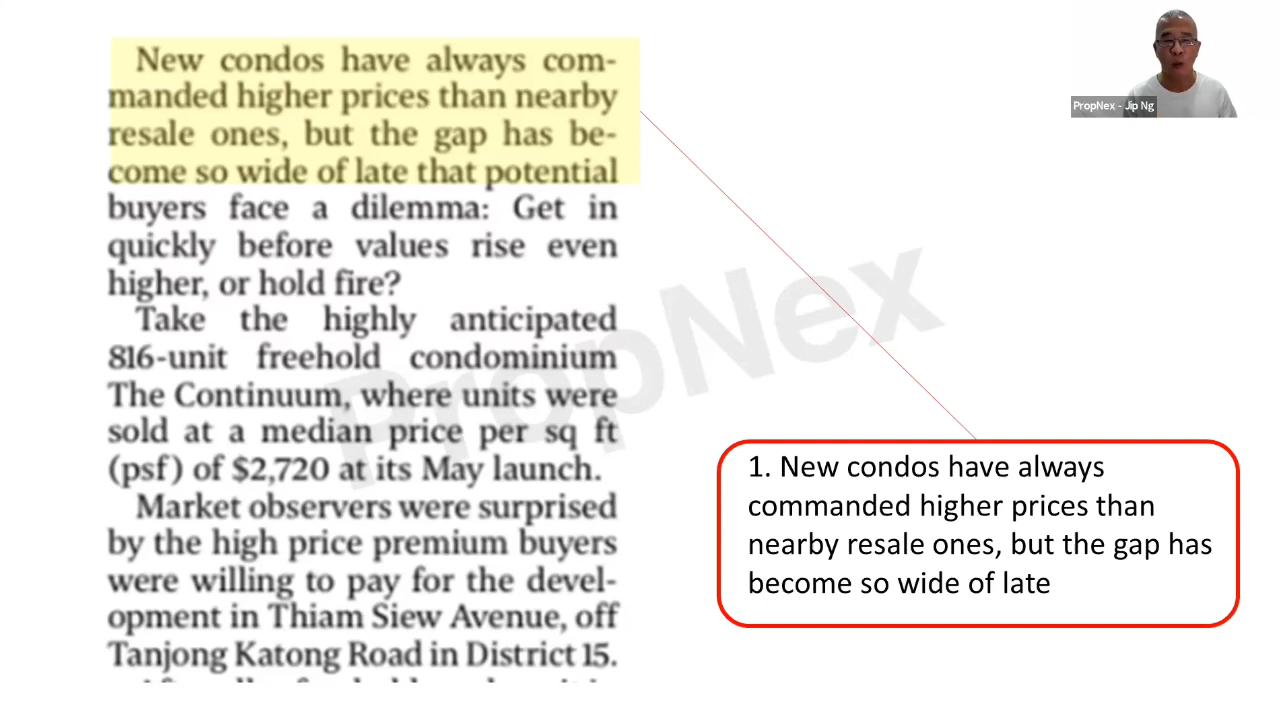 New condos have always com-
manded higher prices than nearby
resale ones, but the gap has be-
come so wide of late that potential
buyers face a dilemma: Get in
quickly before values rise even
higher, or hold fire?
Take the highly anticipated
816-unit freehold condominium
The Continuum, where units were
sold at a median price per sq ft
(psf) of $2,720 at its May launch.
Market observers were surprised
by the high price premium buyers
were willing to pay for the devel-
opment in Thiam Siew Avenue, off
Tanjong Katong Road in District 15.
PropNex
PropNex - Jip Ng
1. New condos have always
commanded higher prices than
nearby resale ones, but the gap has
become so wide of late